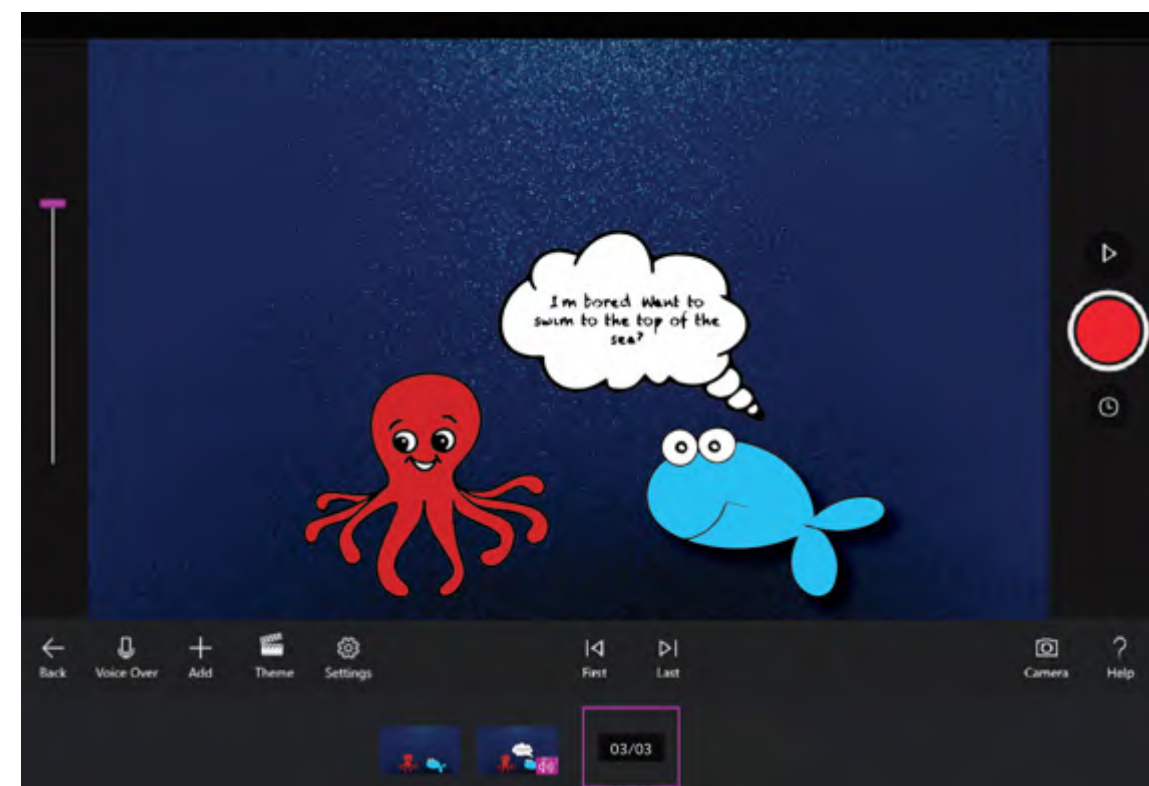 I m bored Want to
swim to the top of the
sea?
Back
Voice Over
Add
Theme
Settings
First
Last
Camera
Help
03/03